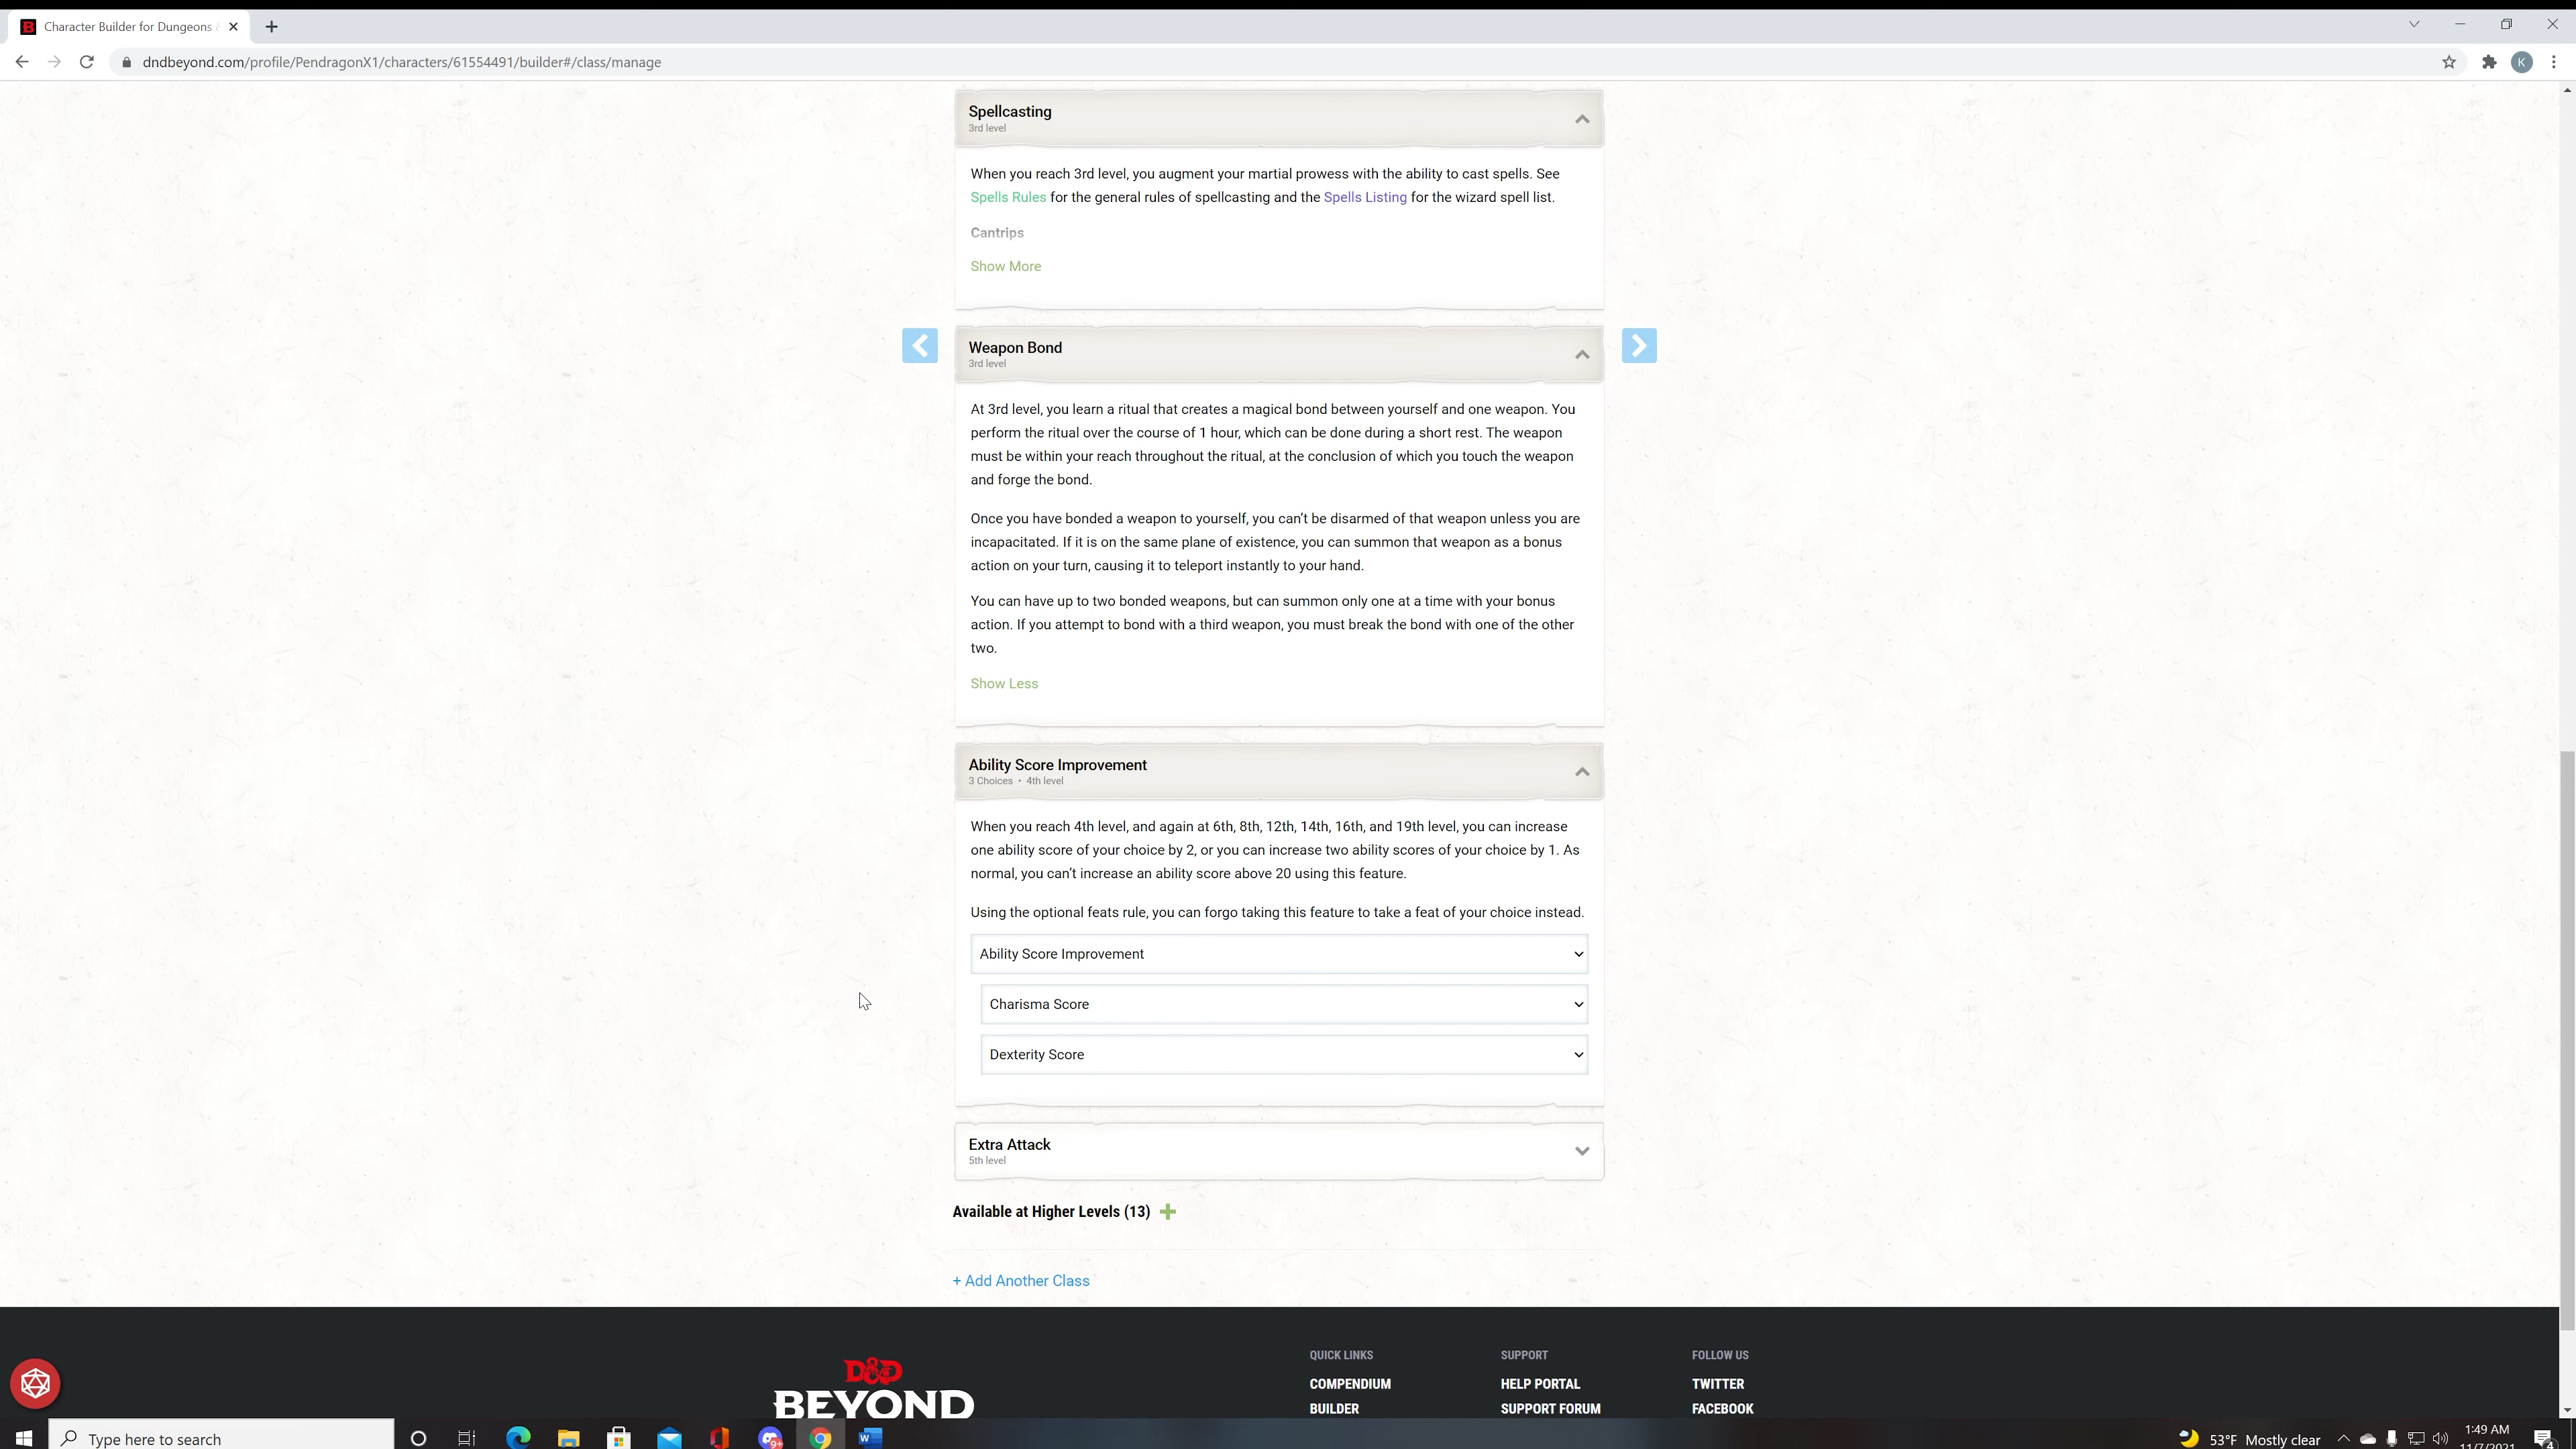 Character Builder for Dungeons
dndbeyond.com/profile/PendragonX1/characters/61554491/builder#/class/manage
K
Spellcasting
3rd level
When you reach 3rd level, you augment your martial prowess with the ability to cast spells. See
Spells Rules for the general rules of spellcasting and the Spells Listing for the wizard spell list.
Cantrips
Show More
Weapon Bond
3rd level
At 3rd level, you learn a ritual that creates a magical bond between yourself and one weapon. You
perform the ritual over the course of 1 hour, which can be done during a short rest. The weapon
must be within your reach throughout the ritual, at the conclusion of which you touch the weapon
and forge the bond.
Once you have bonded a weapon to yourself, you can't be disarmed of that weapon unless you are
incapacitated. If it is on the same plane of existence, you can summon that weapon as a bonus
action on your turn, causing it to teleport instantly to your hand.
You can have up to two bonded weapons, but can summon only one at a time with your bonus
action. If you attempt to bond with a third weapon, you must break the bond with one of the other
two.
Show Less
Ability Score Improvement
3 Choices • 4th level
When you reach 4th level, and again at 6th, 8th, 12th, 14th, 16th, and 19th level, you can increase
one ability score of your choice by 2, or you can increase two ability scores of your choice by 1. As
normal, you can't increase an ability score above 20 using this feature.
Using the optional feats rule, you can forgo taking this feature to take a feat of your choice instead.
Ability Score Improvement
Charisma Score
Dexterity Score
Extra Attack
5th level
Available at Higher Levels (13)
+ Add Another Class
D&D
BEYOND
QUICK LINKS
COMPENDIUM
BUILDER
SUPPORT
HELP PORTAL
SUPPORT FORUM
FOLLOW US
TWITTER
FACEBOOK
Type here to search
9+
53°F Mostly clear
1:49 AM
11/7/2021
4